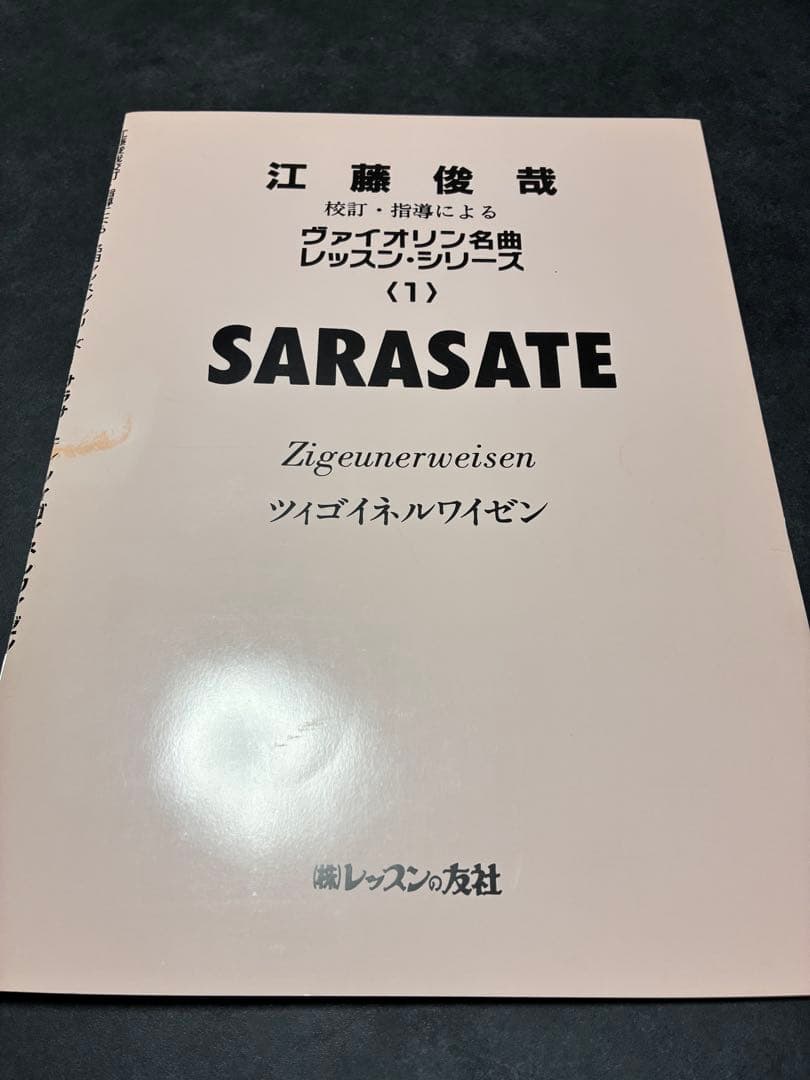 江藤俊哉
校訂・指導による
ヴァイオリン名曲
レッスン・シリーズ
〈1〉
SARASATE
Zigeunerweisen
ツィゴイネルワイゼン
(株)レッスンの友社